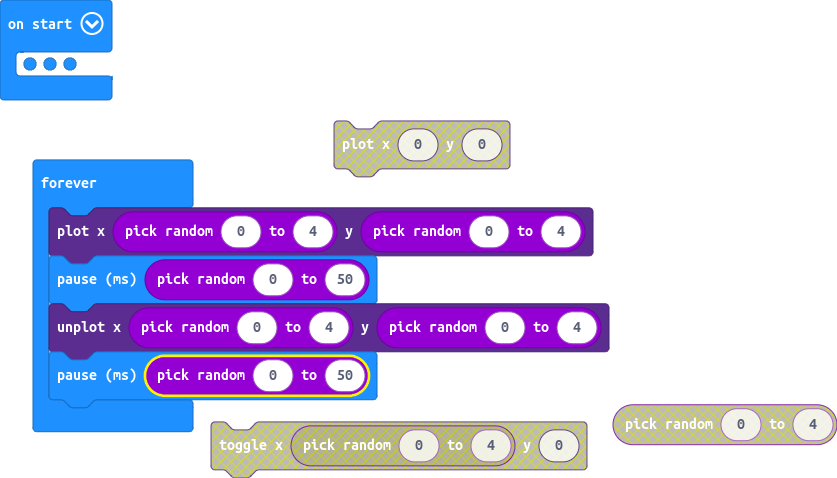 on start
plot x 0 y 0
forever
plot x pick random 0 to 4 y pick random 0 to 4
pause (ms) pick random 0 to 50
unplot x pick random 0 to 4 y pick random 0 to 4
pause (ms) pick random 0 to 50
pick random 0 to 4
toggle x pick random 0 to 4 y 0